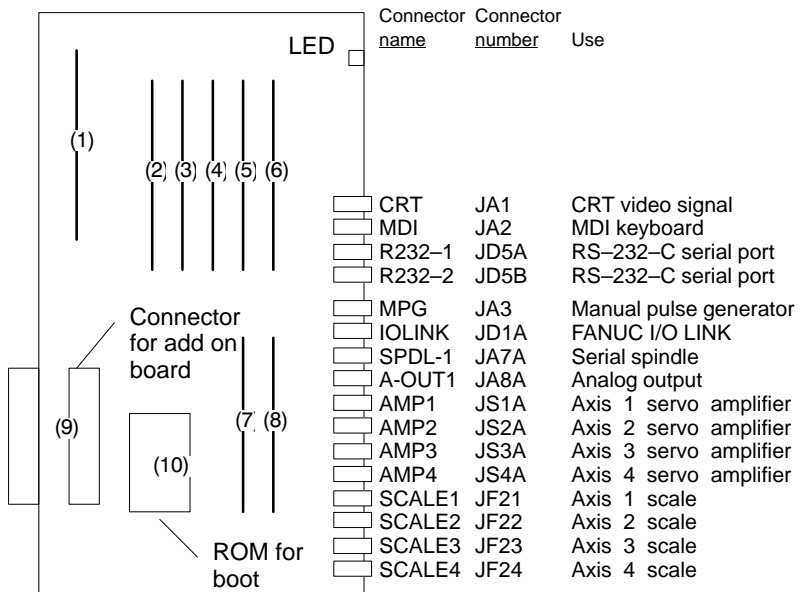 Connector Connector
name number Use
LED
(1)
(2) (3) (4) (5) (6)
CRT JA1 CRT video signal
MDI JA2 MDI keyboard
R232–1 JD5A RS–232–C serial port
R232–2 JD5B RS–232–C serial port
MPG JA3 Manual pulse generator
IOLINK JD1A FANUC I/O LINK
SPDL-1 JA7A Serial spindle
A-OUT1 JA8A Analog output
AMP1 JS1A Axis 1 servo amplifier
AMP2 JS2A Axis 2 servo amplifier
AMP3 JS3A Axis 3 servo amplifier
AMP4 JS4A Axis 4 servo amplifier
SCALE1 JF21 Axis 1 scale
SCALE2 JF22 Axis 2 scale
SCALE3 JF23 Axis 3 scale
SCALE4 JF24 Axis 4 scale
Connector
for add on
board
(7) (8)
(9)
(10)
ROM for
boot